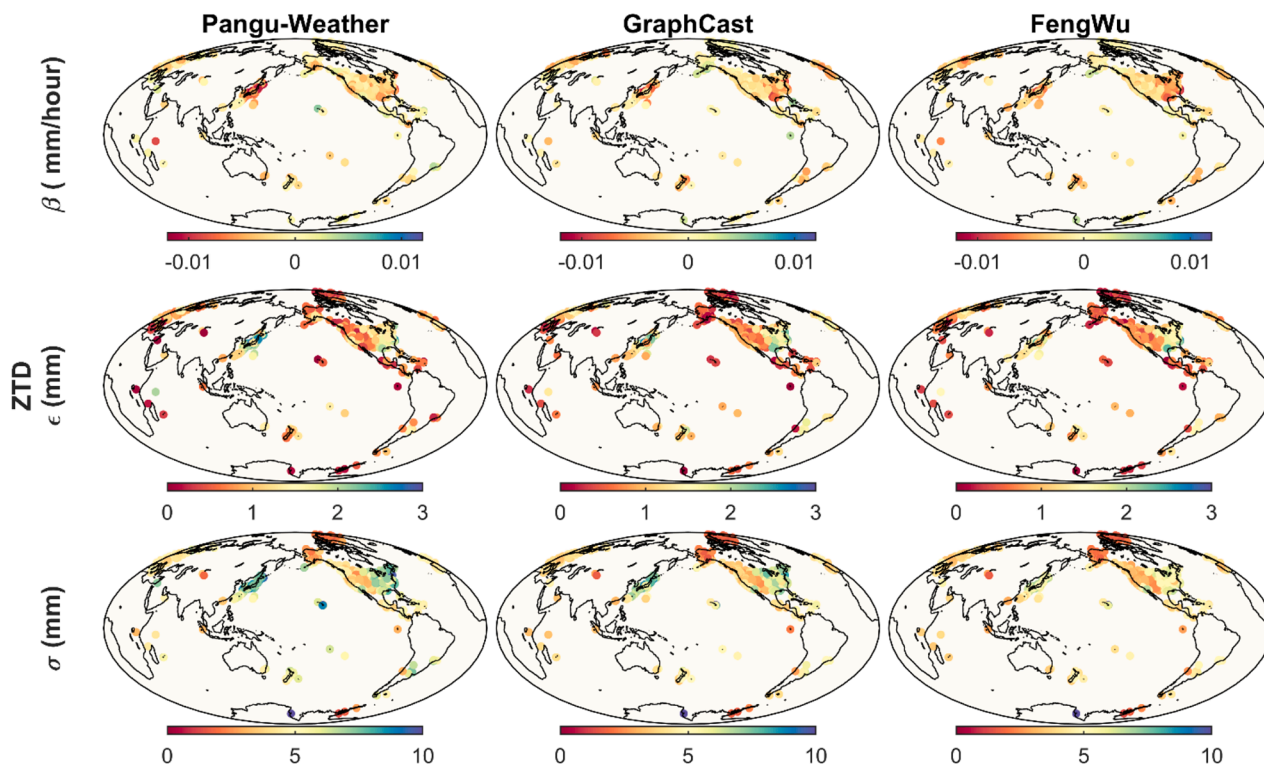 Pangu-Weather GraphCast FengWu
β ( mm/hour)
-0.01 0 0.01 -0.01 0 0.01 -0.01 0 0.01
ZTD
ϵ (mm)
0 1 2 3 0 1 2 3 0 1 2 3
σ (mm)
0 5 10 0 5 10 0 5 10